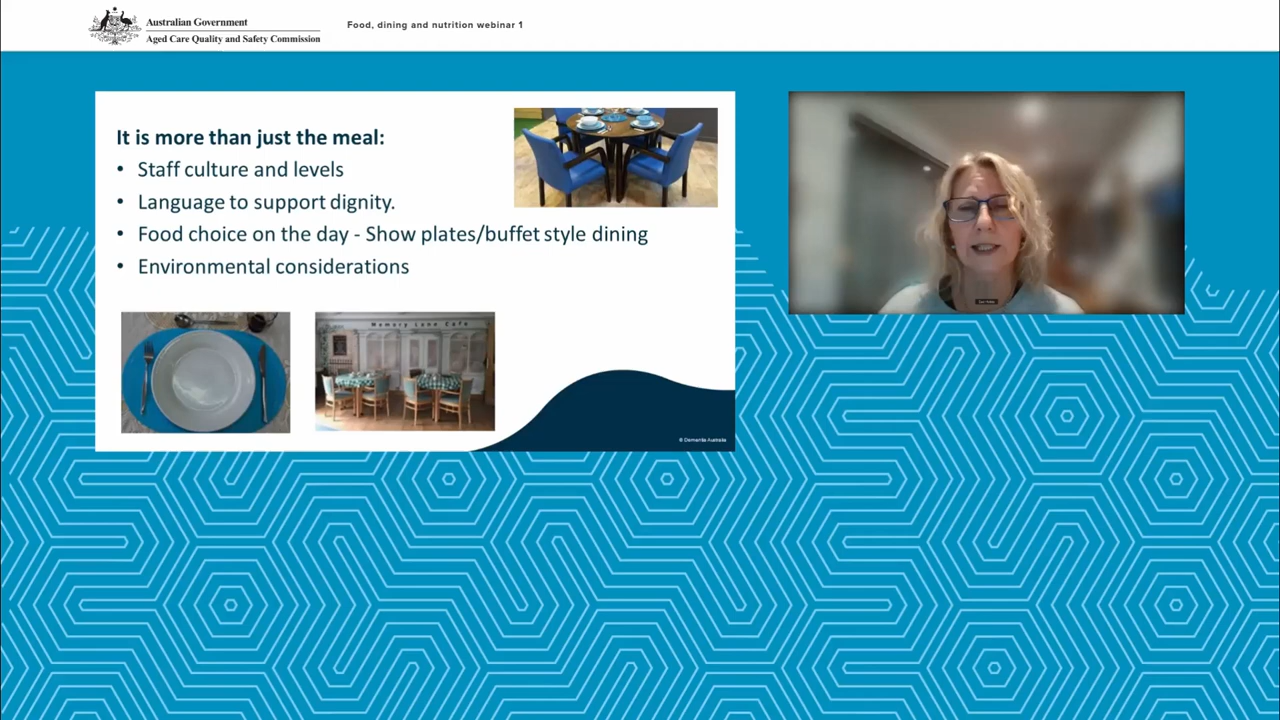 Australian Government
Aged Care Quality and Safety Commission
Food, dining and nutrition webinar 1
It is more than just the meal:
• Staff culture and levels
• Language to support dignity.
• Food choice on the day - Show plates/buffet style dining
• Environmental considerations
Memory Lane Cafe
© Dementia Australia